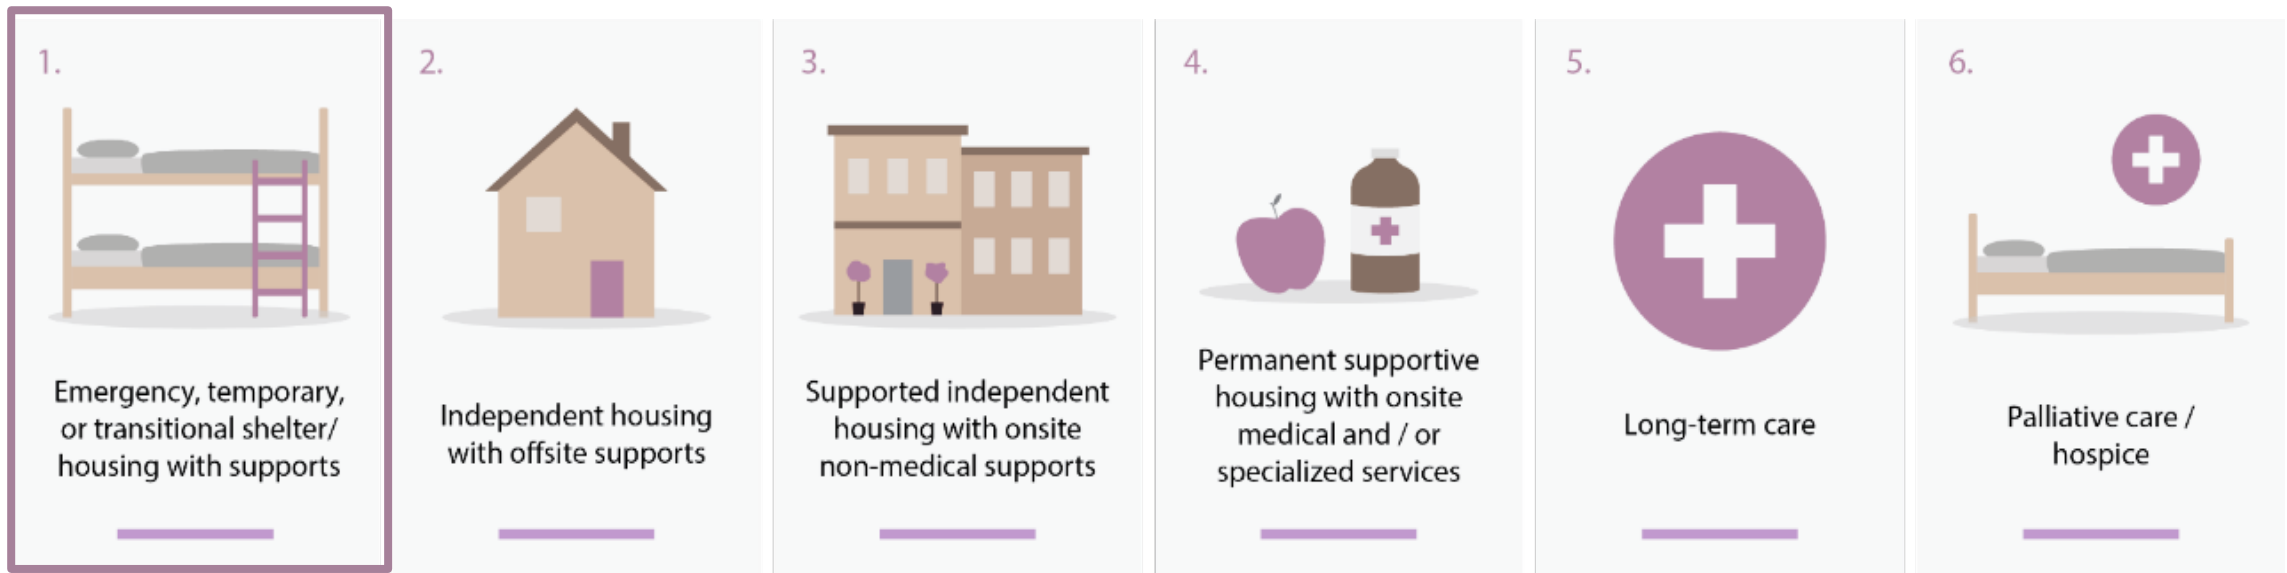 1.
Emergency, temporary,
or transitional shelter/
housing with supports
2.
Independent housing
with offsite supports
3.
Supported independent
housing with onsite
non-medical supports
4.
Permanent supportive
housing with onsite
medical and / or
specialized services
5.
Long-term care
6.
Palliative care /
hospice